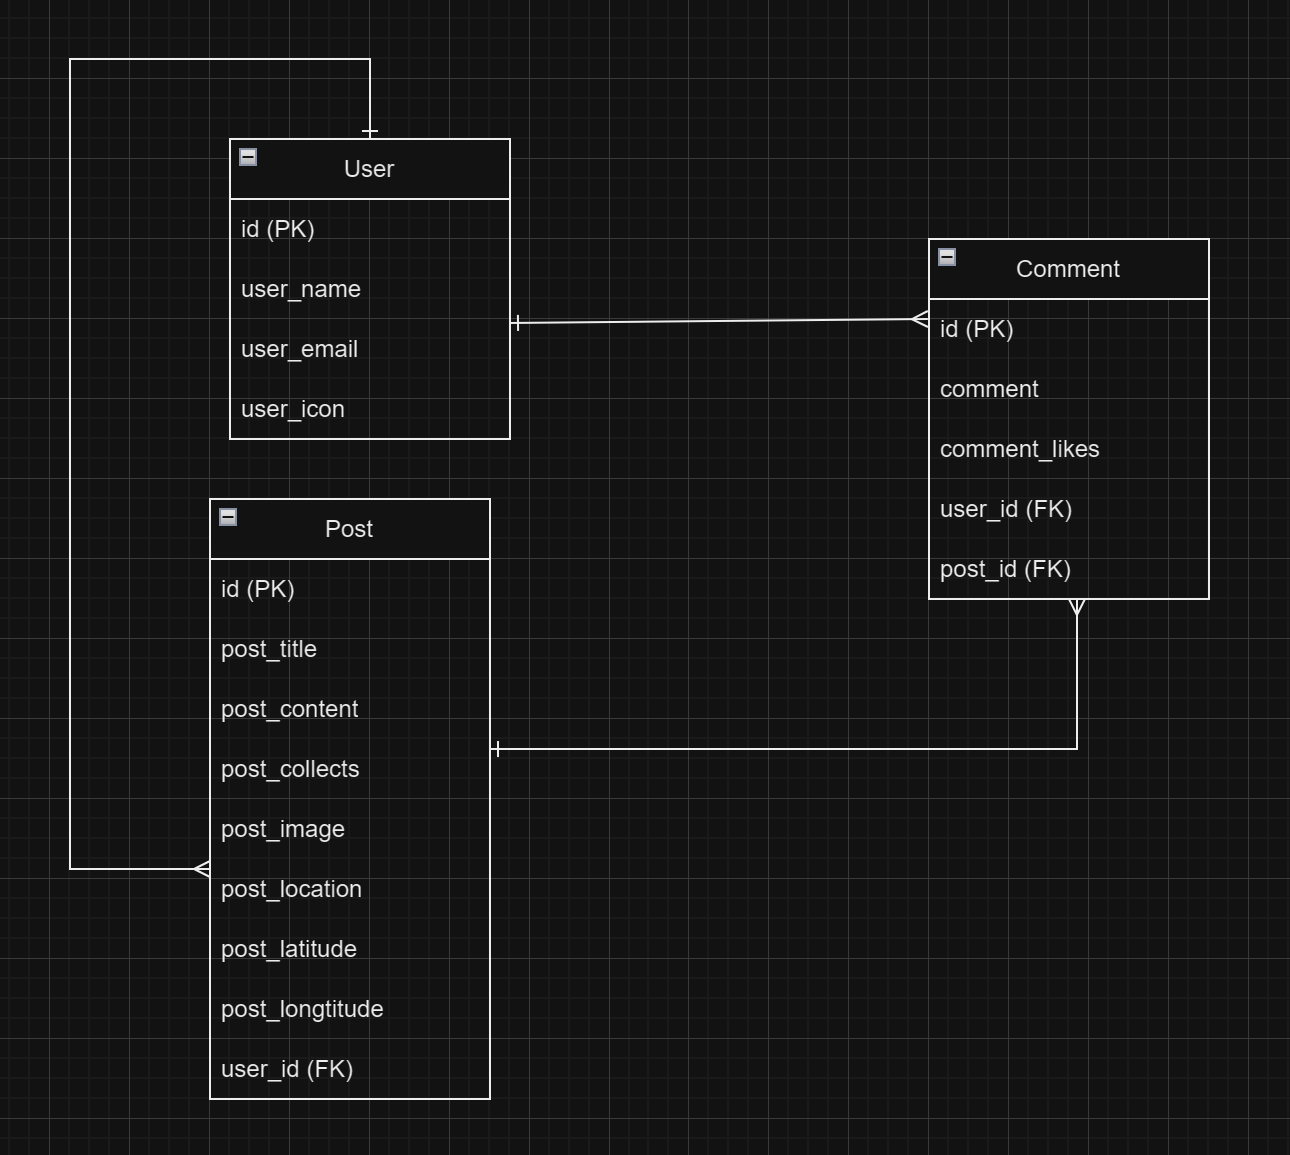 User
id (PK)
user_name
user_email
user_icon
Comment
id (PK)
comment
comment_likes
user_id (FK)
post_id (FK)
Post
id (PK)
post_title
post_content
post_collects
post_image
post_location
post_latitude
post_longtitude
user_id (FK)